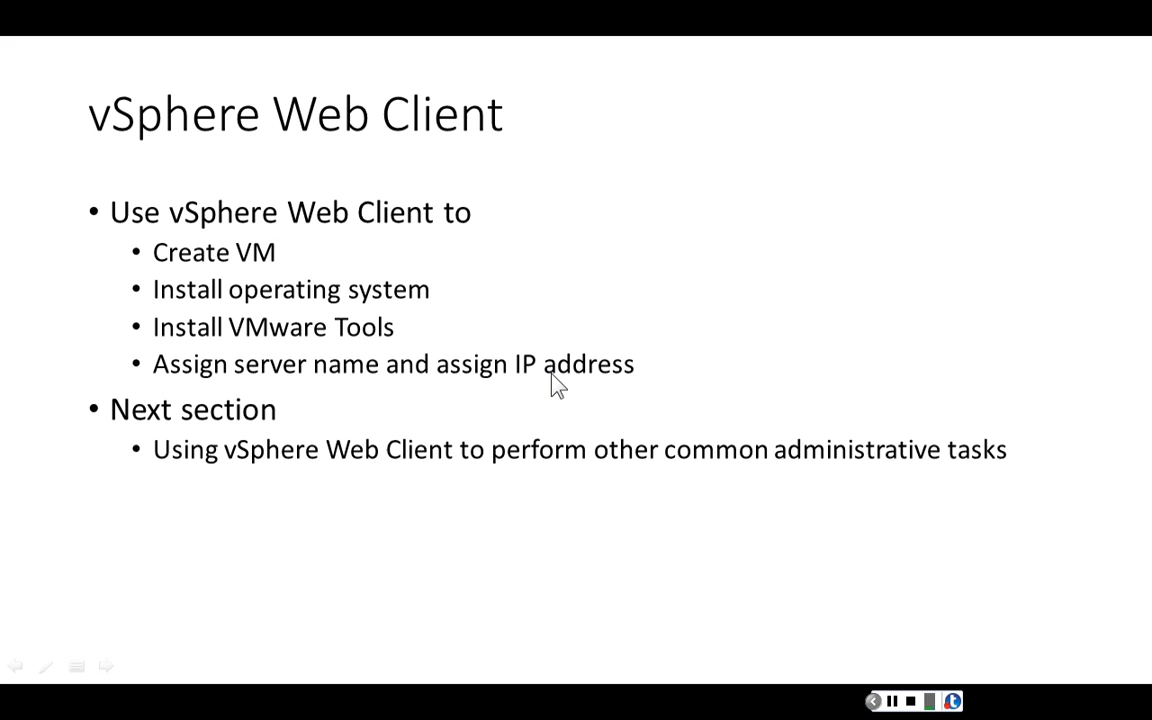 vSphere Web Client
• Use vSphere Web Client to
• Create VM
• Install operating system
• Install VMware Tools
• Assign server name and assign IP address
• Next section
• Using vSphere Web Client to perform other common administrative tasks